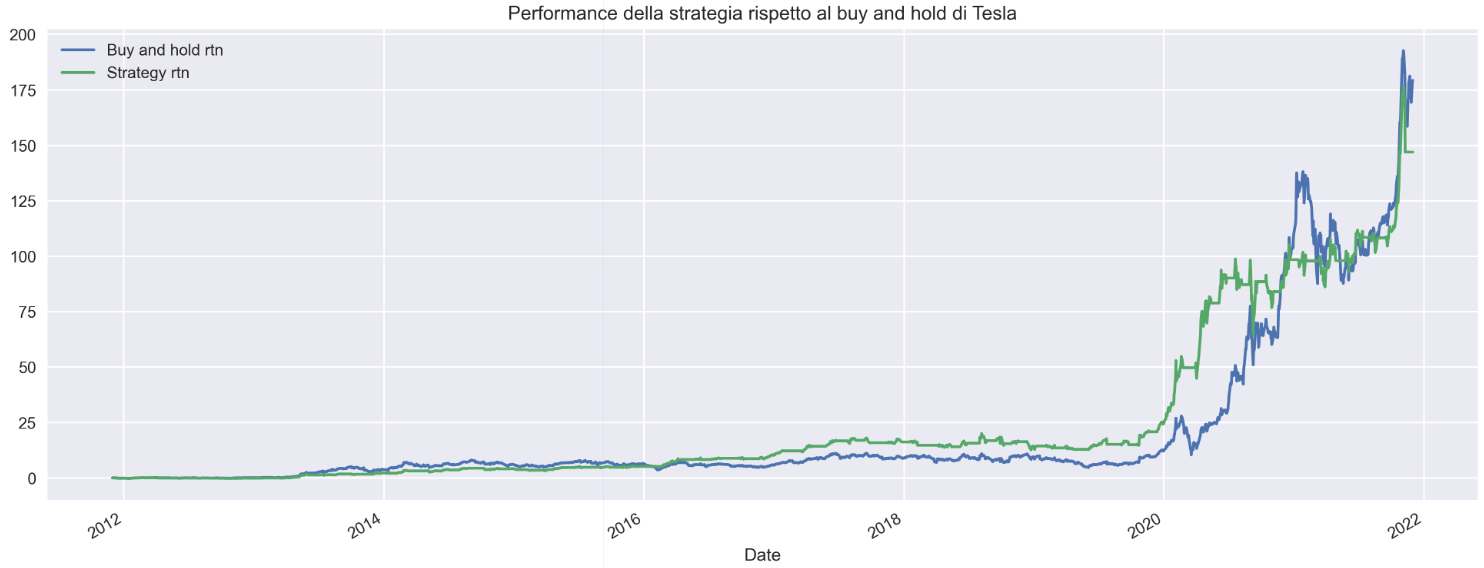 Performance della strategia rispetto al buy and hold di Tesla
Buy and hold rtn
Strategy rtn
200
175
150
125
100
75
50
25
0
2012 2014 2016 2018 2020 2022
Date